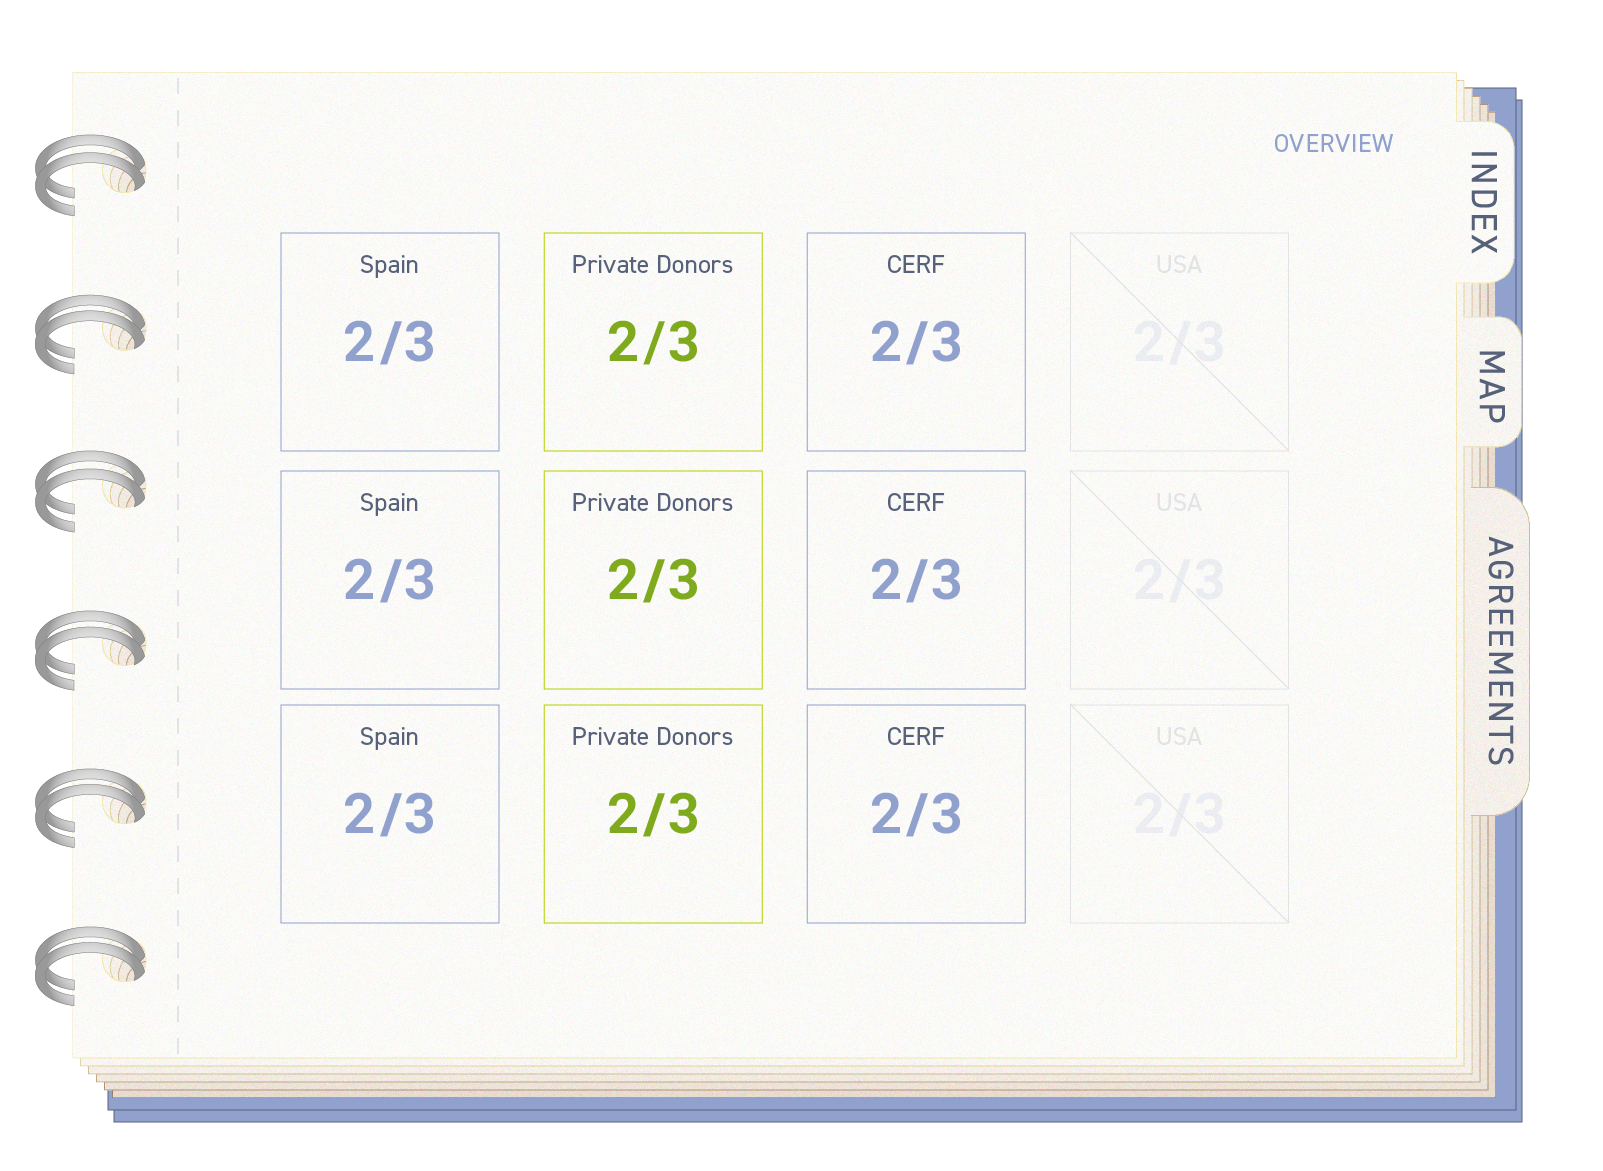 OVERVIEW
Spain
Private Donors
CERF
USA
2/3
2/3
2/3
2/3
Spain
Private Donors
CERF
USA
2/3
2/3
2/3
2/3
Spain
Private Donors
CERF
USA
2/3
2/3
2/3
2/3
INDEX
MAP
AGREEMENTS